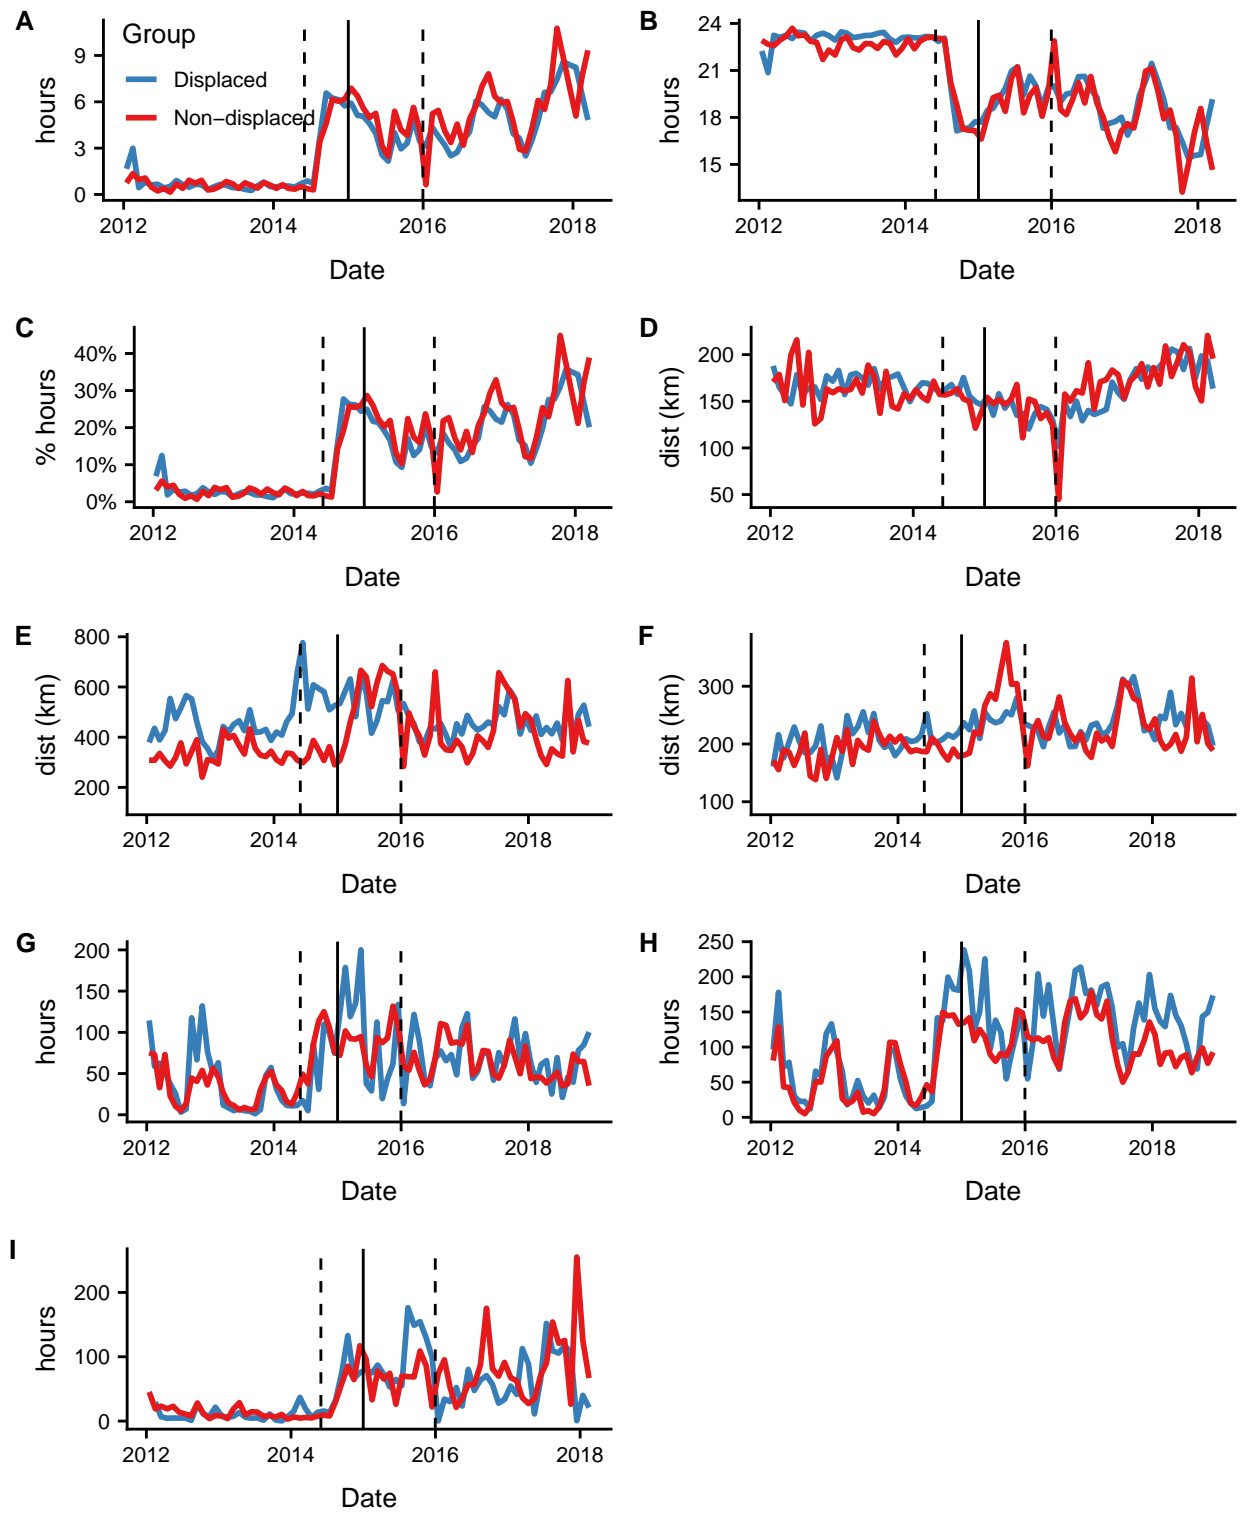 A
Group
Displaced
Non−displaced
hours
9
6
3
0
2012 2014 2016 2018
Date
B
hours
24
21
18
15
2012 2014 2016 2018
Date
C
% hours
40%
30%
20%
10%
0%
2012 2014 2016 2018
Date
D
dist (km)
200
150
100
50
2012 2014 2016 2018
Date
E
dist (km)
800
600
400
200
2012 2014 2016 2018
Date
F
dist (km)
300
200
100
2012 2014 2016 2018
Date
G
hours
200
150
100
50
0
2012 2014 2016 2018
Date
H
hours
250
200
150
100
50
0
2012 2014 2016 2018
Date
I
hours
200
100
0
2012 2014 2016 2018
Date